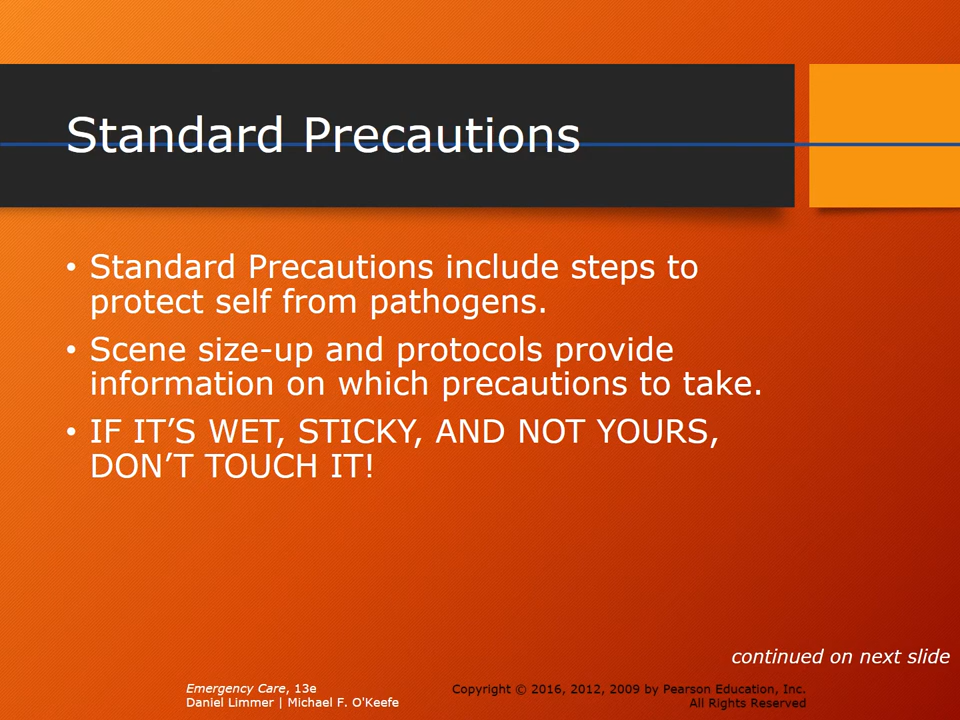 Standard Precautions
• Standard Precautions include steps to
protect self from pathogens.
• Scene size-up and protocols provide
information on which precautions to take.
• IF IT’S WET, STICKY, AND NOT YOURS,
DON’T TOUCH IT!
continued on next slide
Emergency Care, 13e
Daniel Limmer | Michael F. O'Keefe
Copyright © 2016, 2012, 2009 by Pearson Education, Inc.
All Rights Reserved